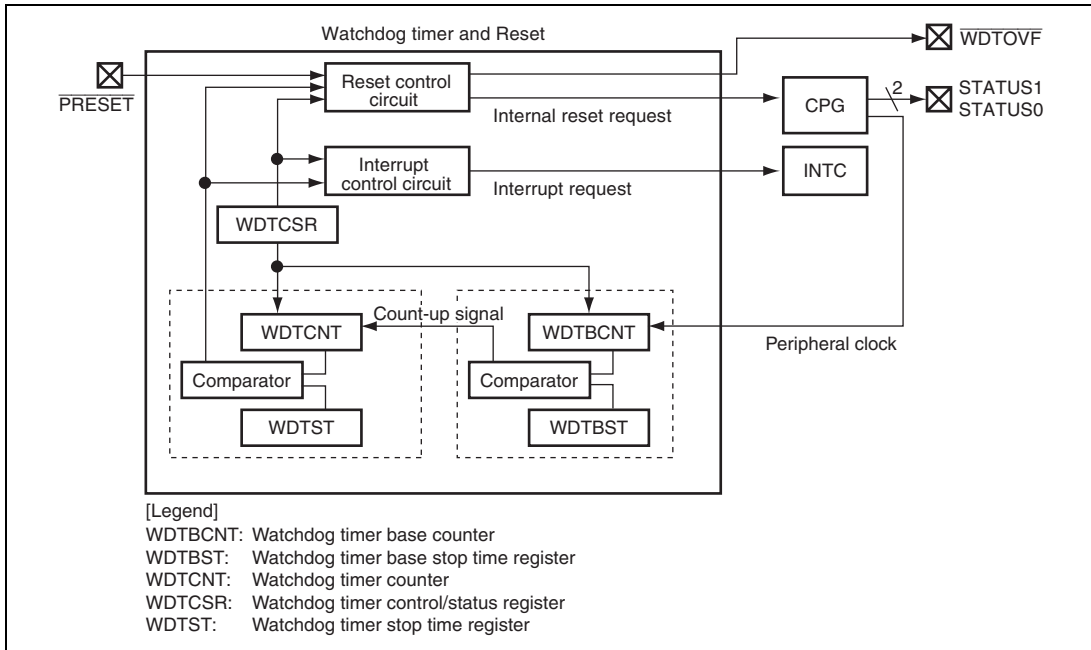 Watchdog timer and Reset
PRESET
Reset control
circuit
WDTOVF
Internal reset request
CPG
2
STATUS1
STATUS0
Interrupt
control circuit
Interrupt request
INTC
WDTCSR
WDTCNT
Count-up signal
WDTBCNT
Peripheral clock
Comparator
Comparator
WDTST
WDTBST
[Legend]
WDTBCNT: Watchdog timer base counter
WDTBST: Watchdog timer base stop time register
WDTCNT: Watchdog timer counter
WDTCSR: Watchdog timer control/status register
WDTST: Watchdog timer stop time register